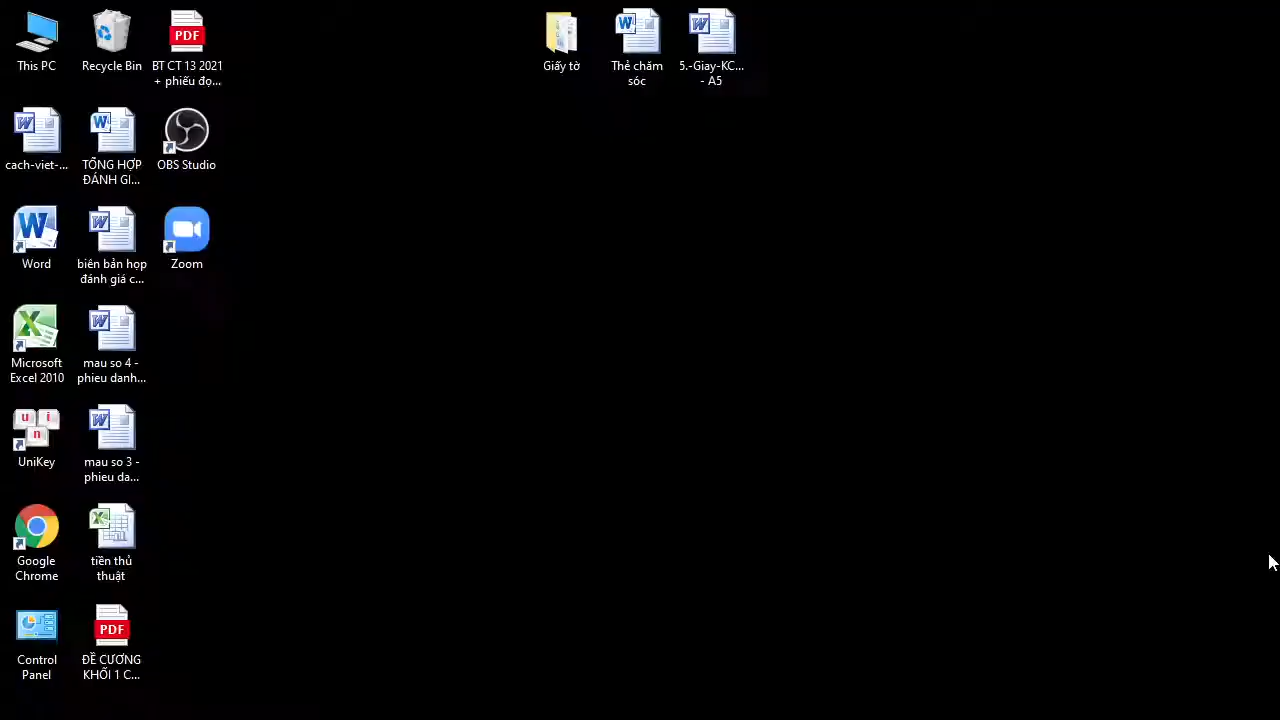 This PC
Recycle Bin
BT CT 13 2021
+ phiếu đọ...
Giấy tờ
Thẻ chăm
sóc
5.-Giay-KC...
- A5
cach-viet-...
TỔNG HỢP
ĐÁNH GI...
OBS Studio
Word
biên bản họp
đánh giá c...
Zoom
Microsoft
Excel 2010
mau so 4 -
phieu danh...
UniKey
mau so 3 -
phieu da...
Google
Chrome
tiền thủ
thuật
Control
Panel
ĐỀ CƯƠNG
KHỐI 1 C...
PDF
PDF
u i
n